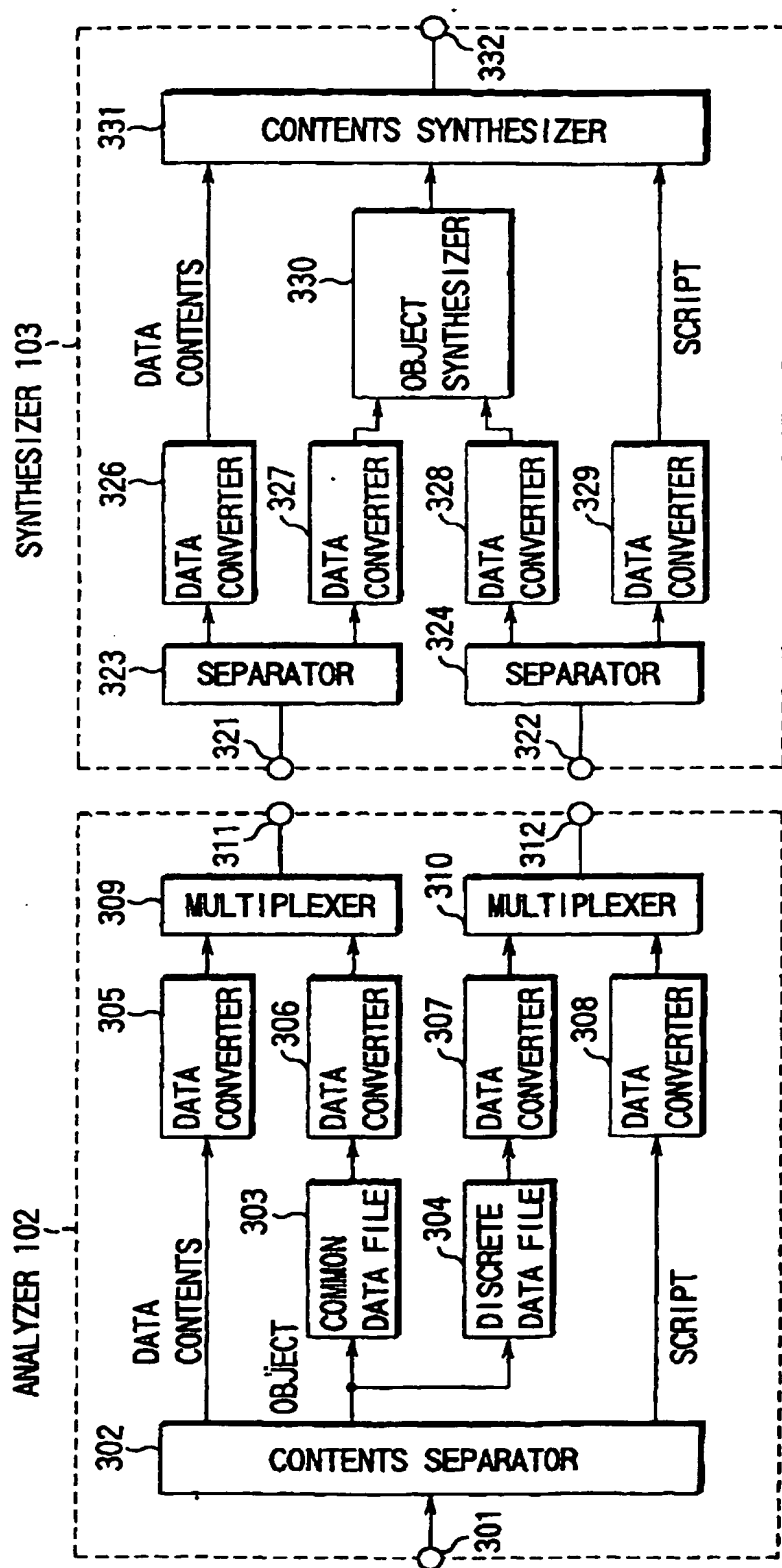 ANALYZER 102
301
302
CONTENTS SEPARATOR
DATA
CONTENTS
OBJECT
SCRIPT
303
COMMON
DATA FILE
304
DISCRETE
DATA FILE
305
DATA
CONVERTER
306
DATA
CONVERTER
307
DATA
CONVERTER
308
DATA
CONVERTER
309
MULTIPLEXER
310
MULTIPLEXER
311
312
SYNTHESIZER 103
321
322
323
SEPARATOR
324
SEPARATOR
326
DATA
CONVERTER
327
DATA
CONVERTER
328
DATA
CONVERTER
329
DATA
CONVERTER
DATA
CONTENTS
330
OBJECT
SYNTHESIZER
SCRIPT
331
CONTENTS SYNTHESIZER
332